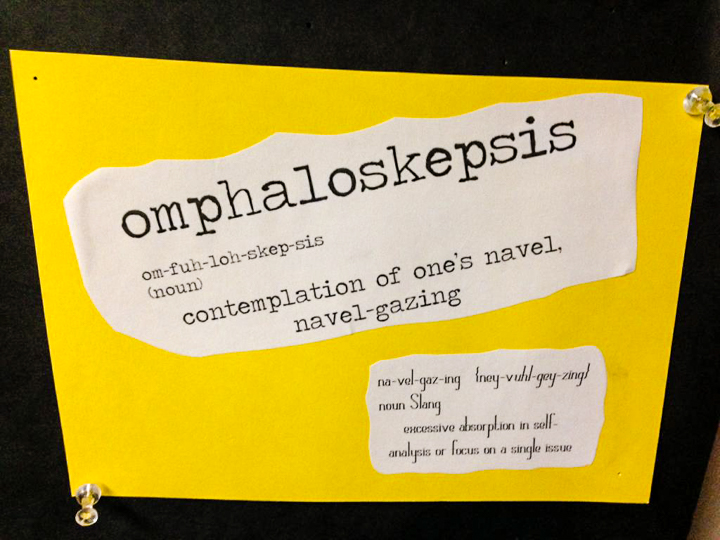 omphaloskepsis
om-fuh-loh-skep-sis
(noun)
contemplation of one's navel,
navel-gazing
na-vel-gaz-ing {ney-vuhl-gey-zing}
noun Slang
excessive absorption in self-
analysis or focus on a single issue